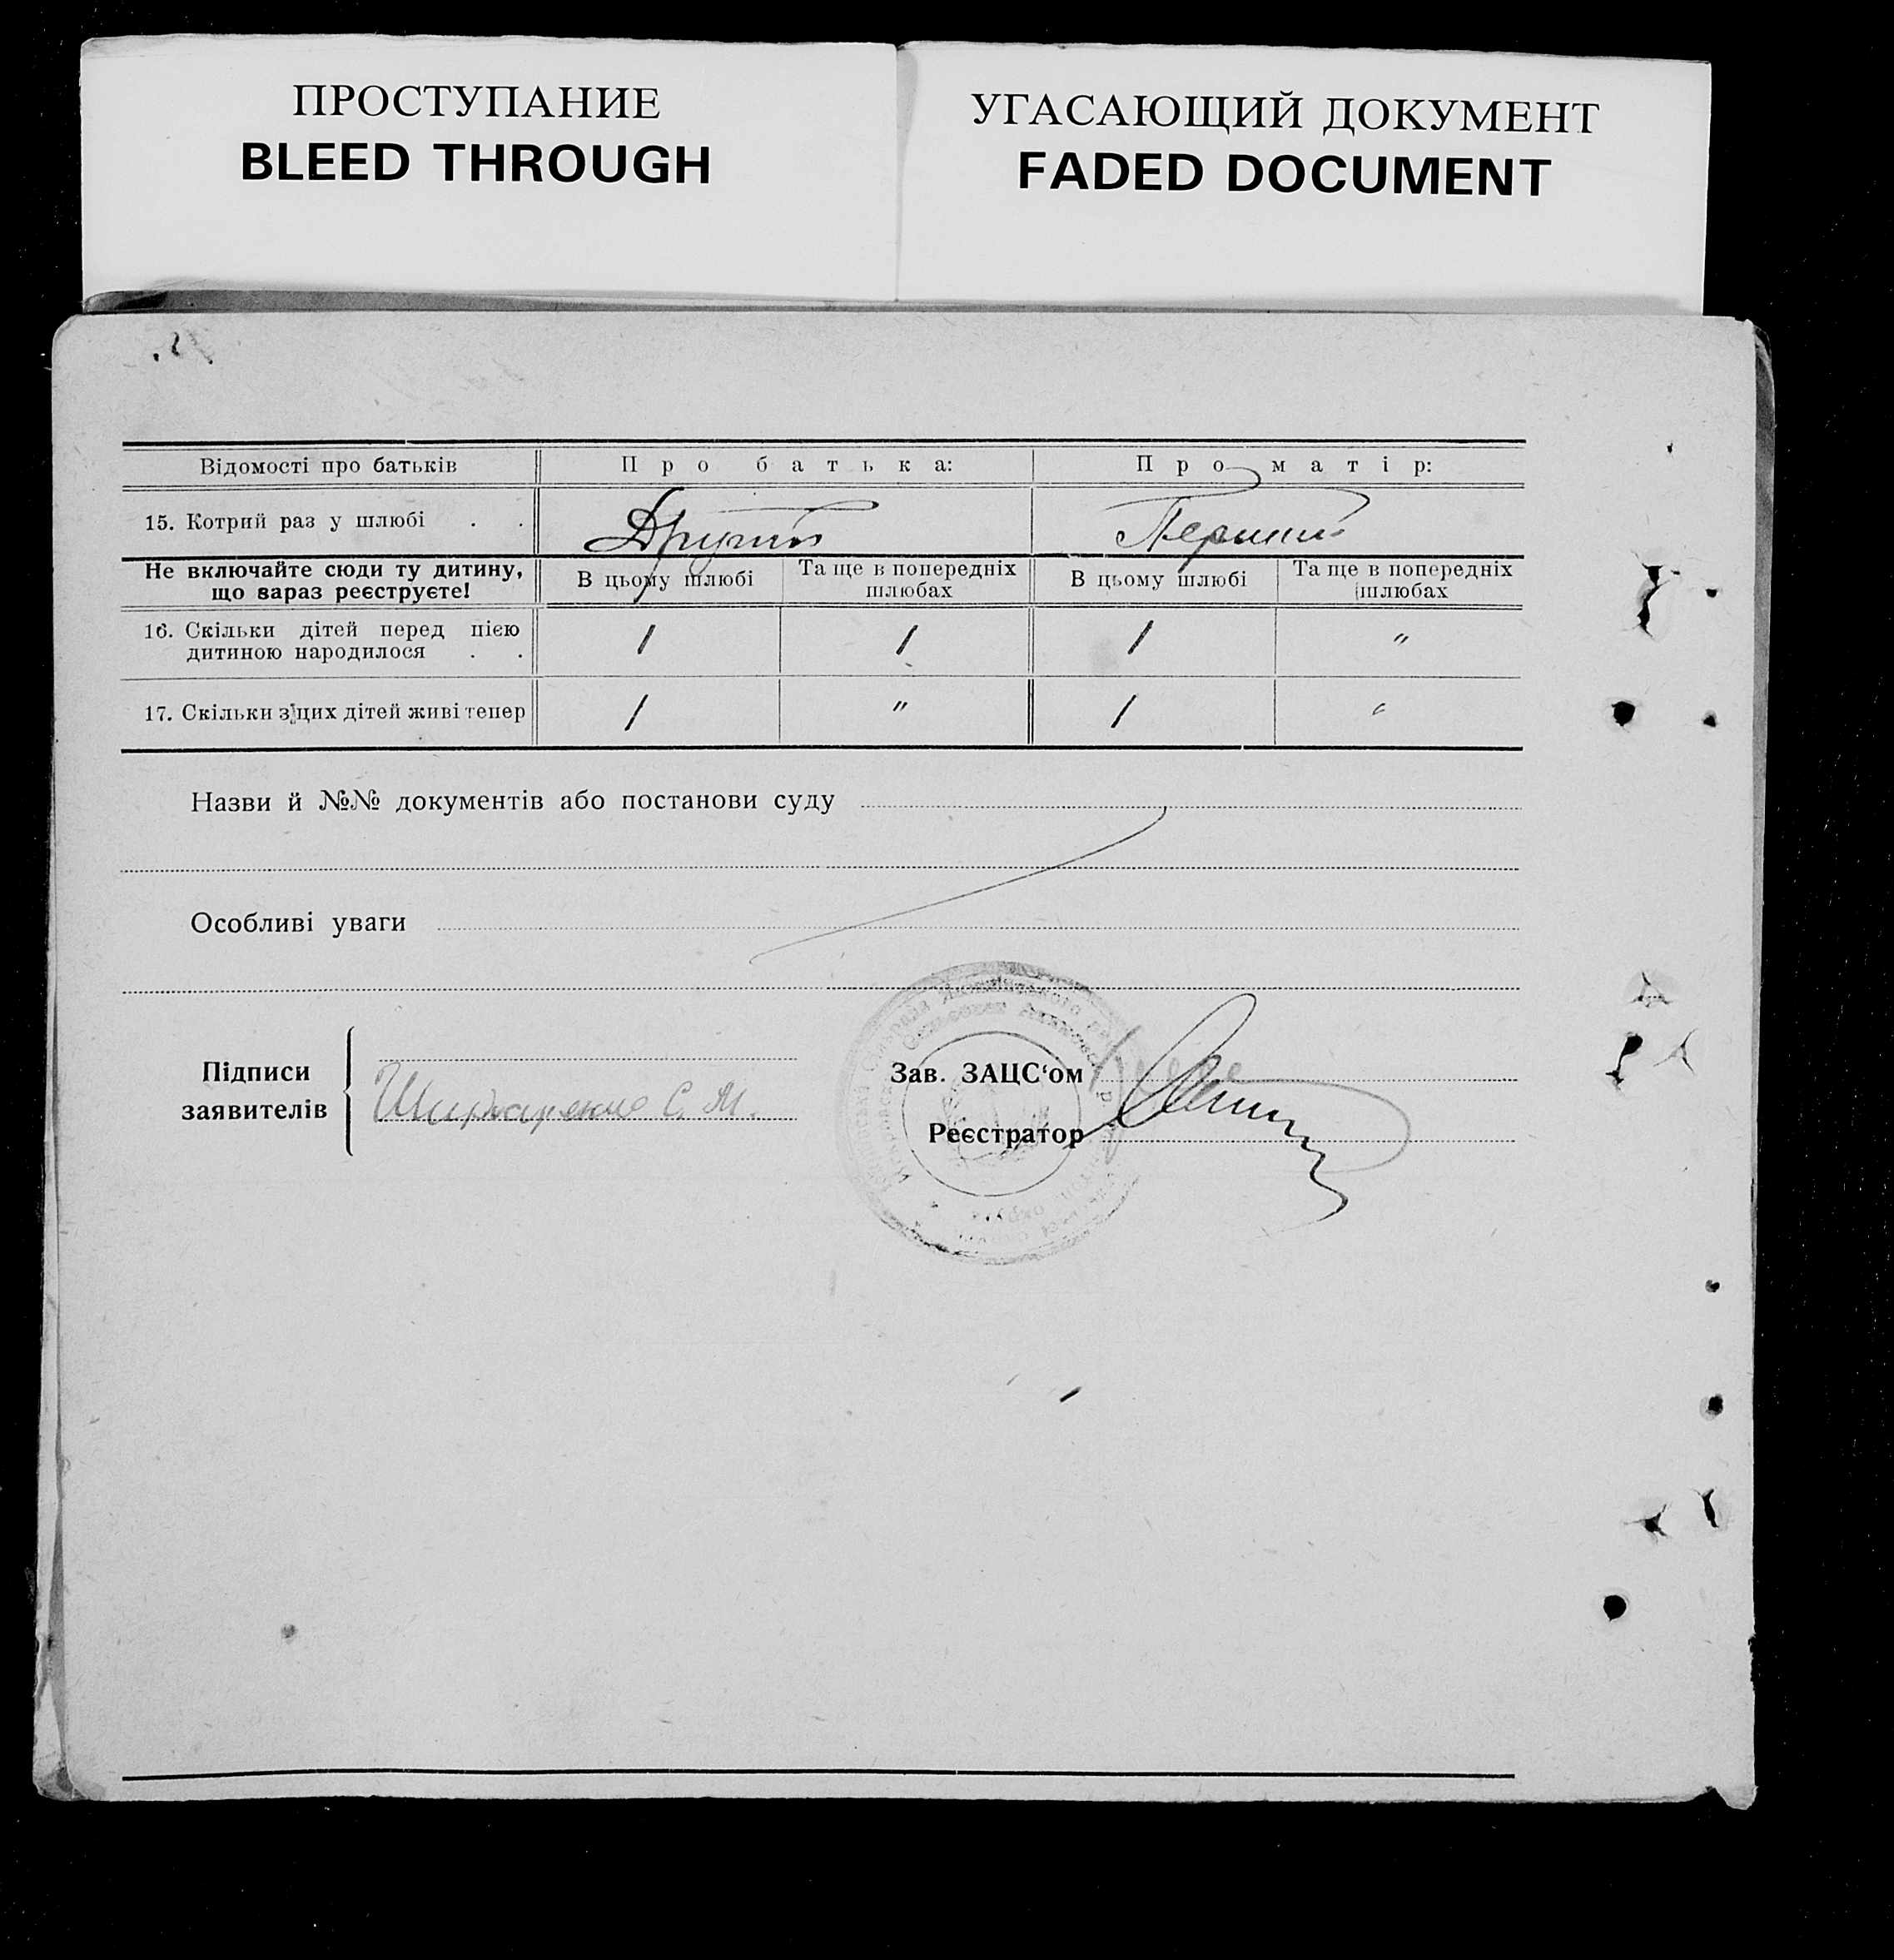 ПРОСТУПАНИЕ
BLEED THROUGH
УГАСАЮЩИЙ ДОКУМЕНТ
FADED DOCUMENT
Відомості про батьків
Про батька:
Про матір:
15. Котрий раз у шлюбі . .
Другий
Перший
Не включайте сюди ту дитину,
що вараз реєструєте!
В цьому шлюбі
Та ще в попередніх
шлюбах
В цьому шлюбі
Та ще в попередніх
шлюбах
16. Скільки дітей перед цією
дитиною народилося . .
1
1
1
"
17. Скільки з цих дітей живі тепер
1
"
1
"
Назви й №№ документів або постанови суду
Особливі уваги
Підписи
заявителів
С. М.
Зав. ЗАЦС‘ом
Реєстратор